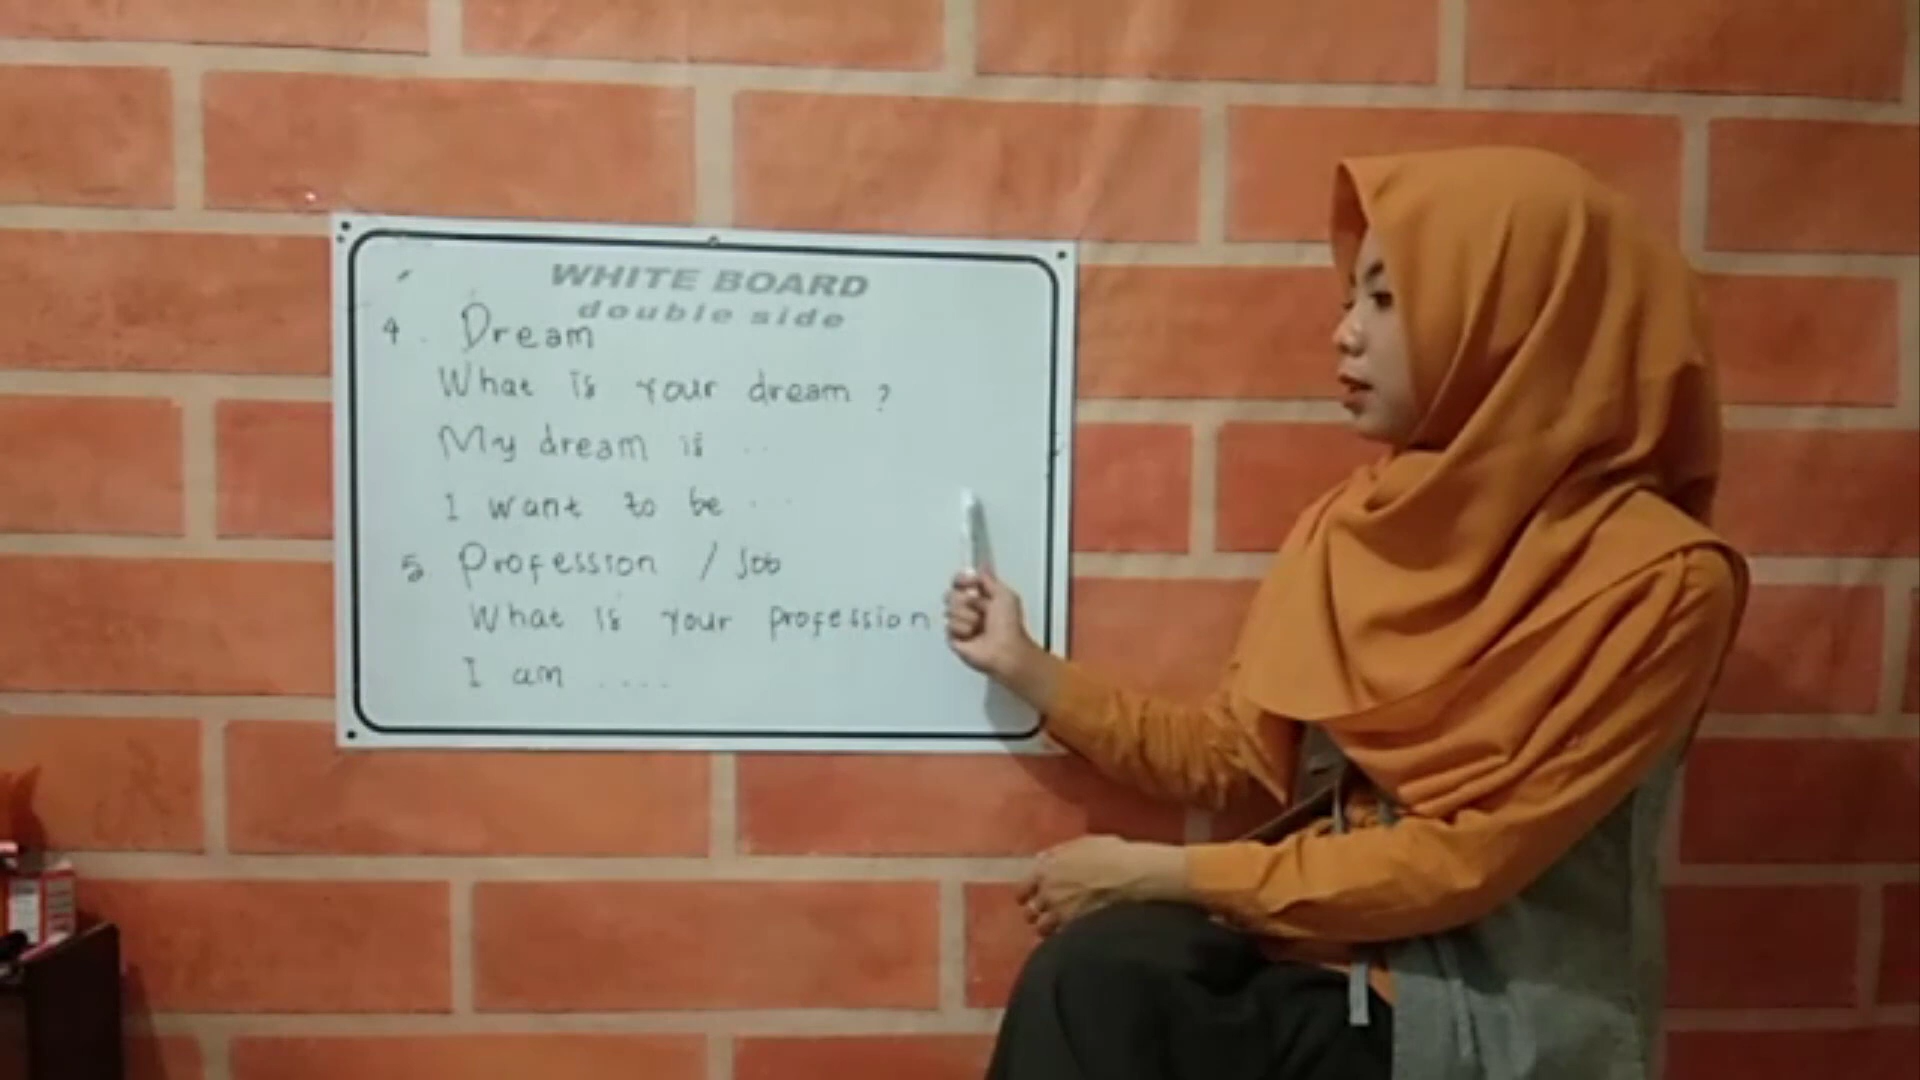 WHITE BOARD
double side
4. Dream
What is your dream ?
My dream is ..
I want to be ...
5 Profession / Job
What is your profession
I am ....